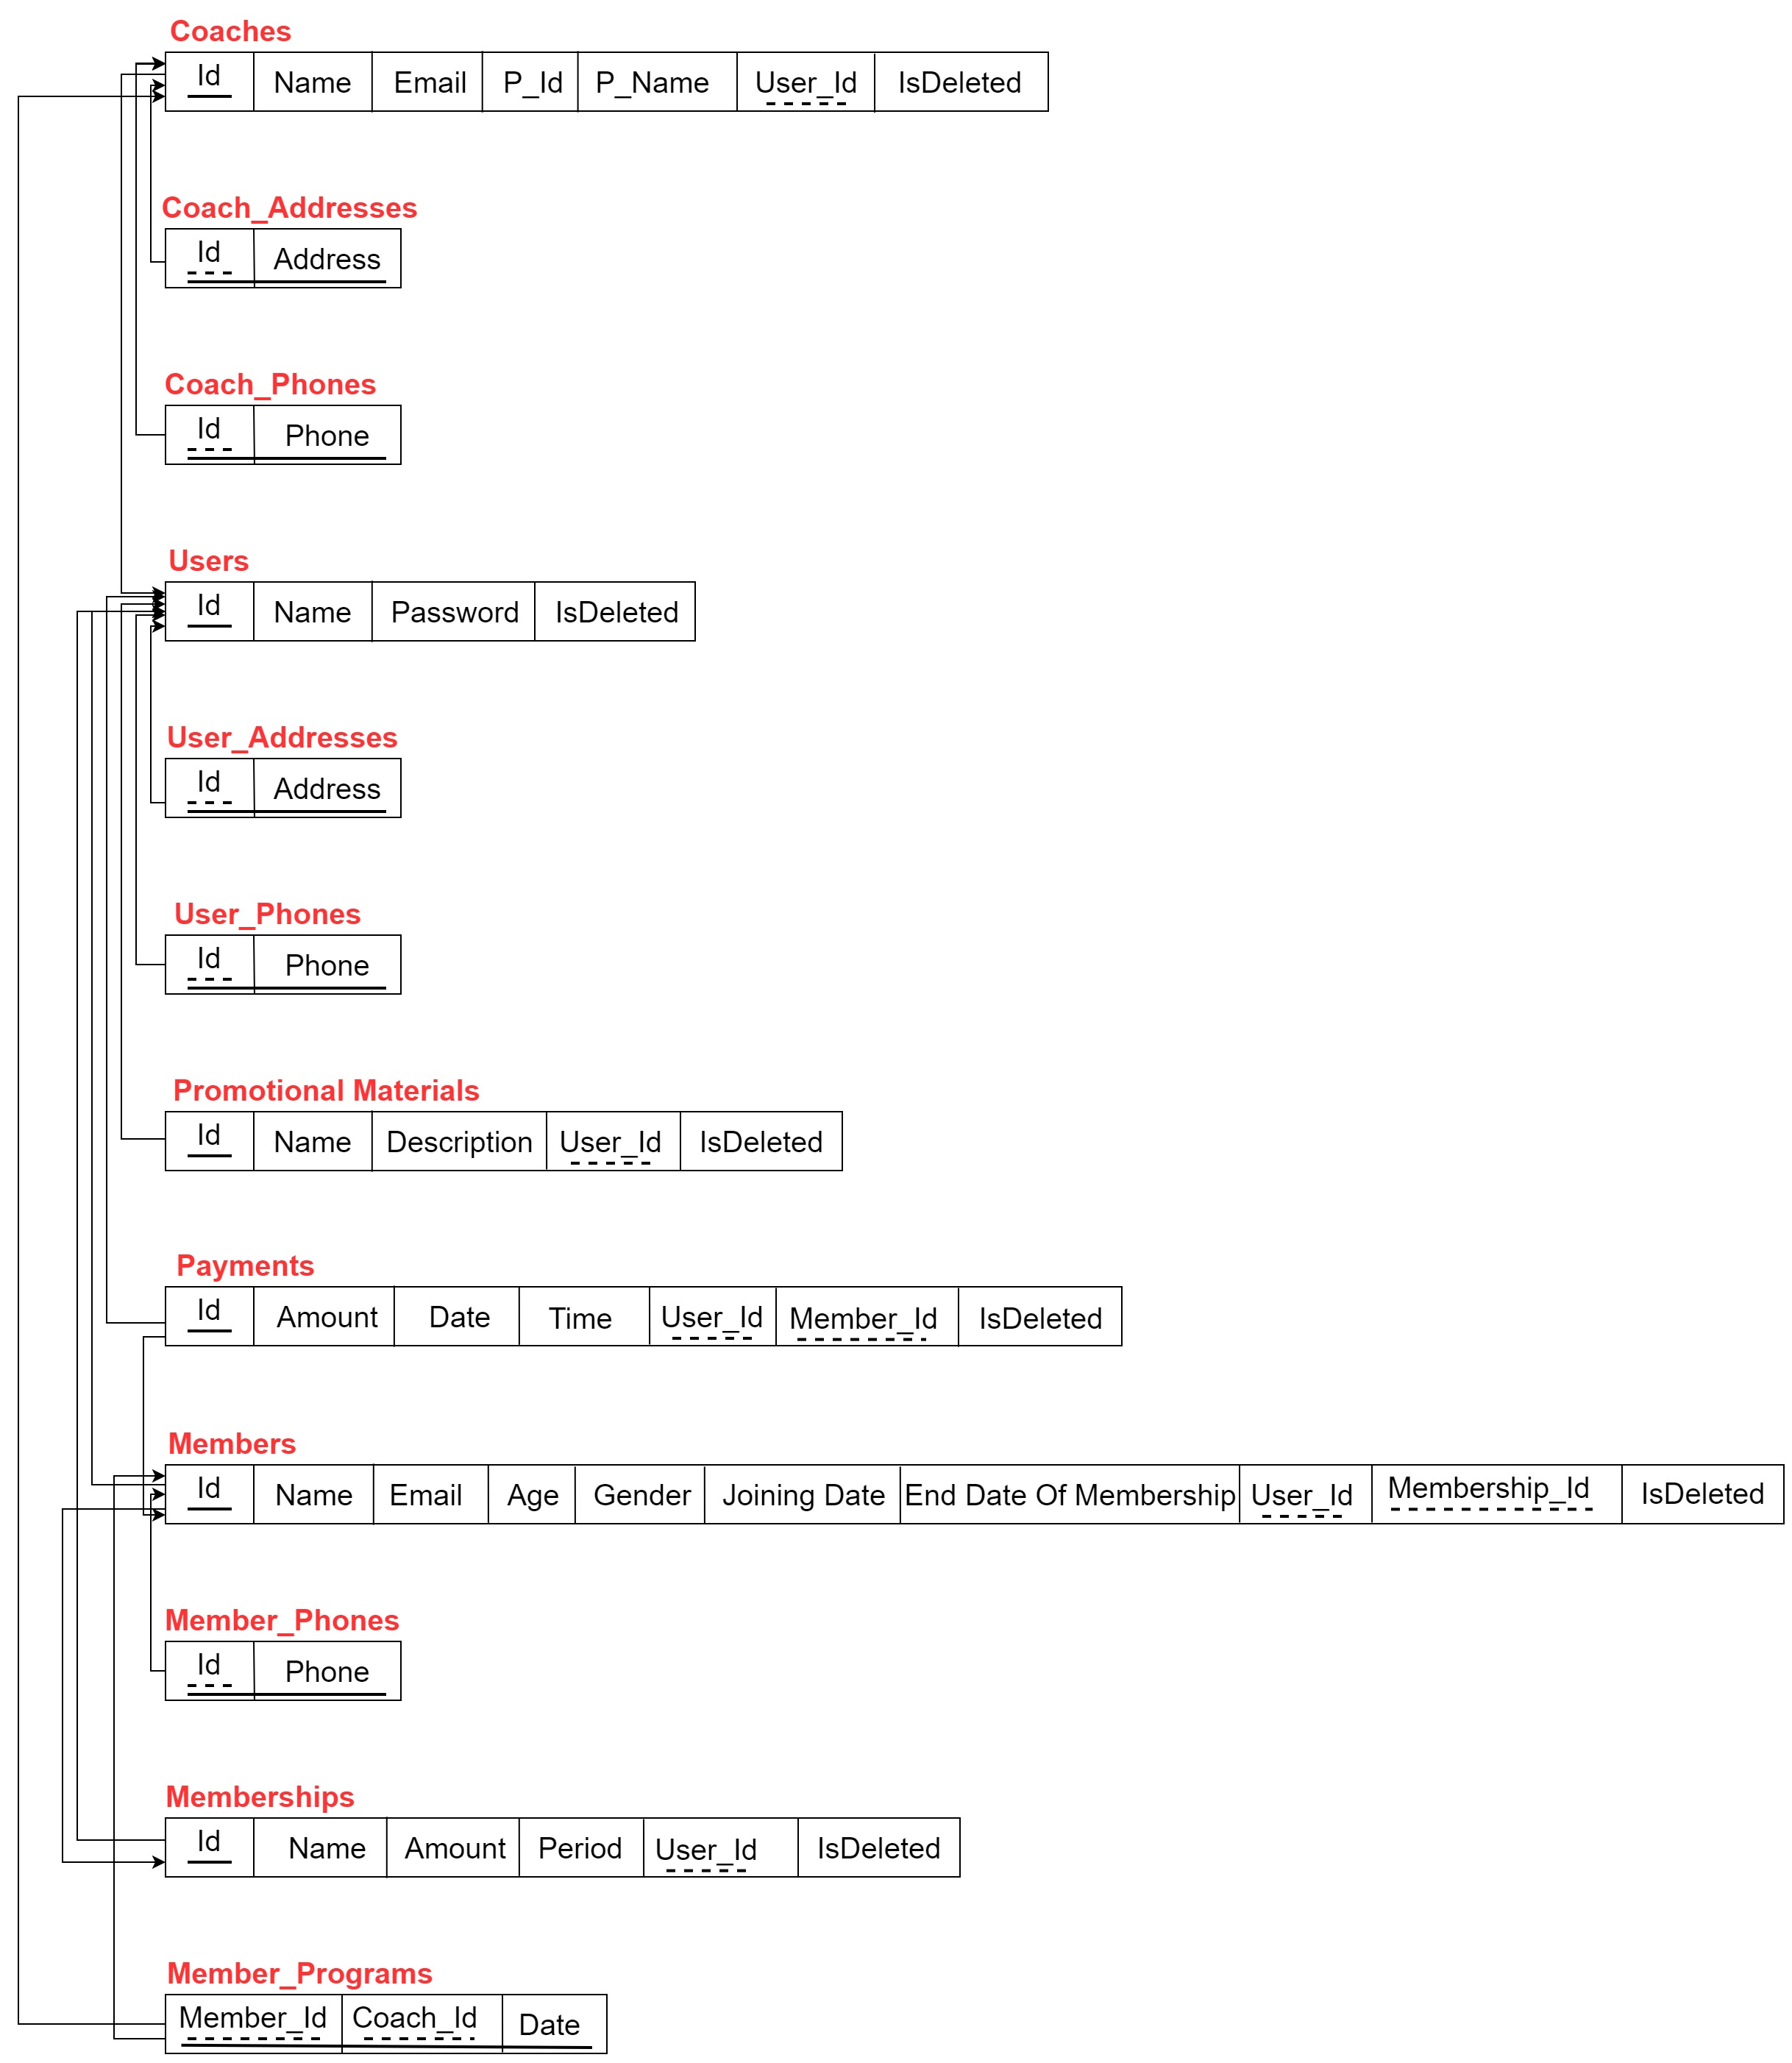 Coaches
Id Name Email P_Id P_Name User_Id IsDeleted
Coach_Addresses
Id Address
Coach_Phones
Id Phone
Users
Id Name Password IsDeleted
User_Addresses
Id Address
User_Phones
Id Phone
Promotional Materials
Id Name Description User_Id IsDeleted
Payments
Id Amount Date Time User_Id Member_Id IsDeleted
Members
Id Name Email Age Gender Joining Date End Date Of Membership User_Id Membership_Id IsDeleted
Member_Phones
Id Phone
Memberships
Id Name Amount Period User_Id IsDeleted
Member_Programs
Member_Id Coach_Id Date